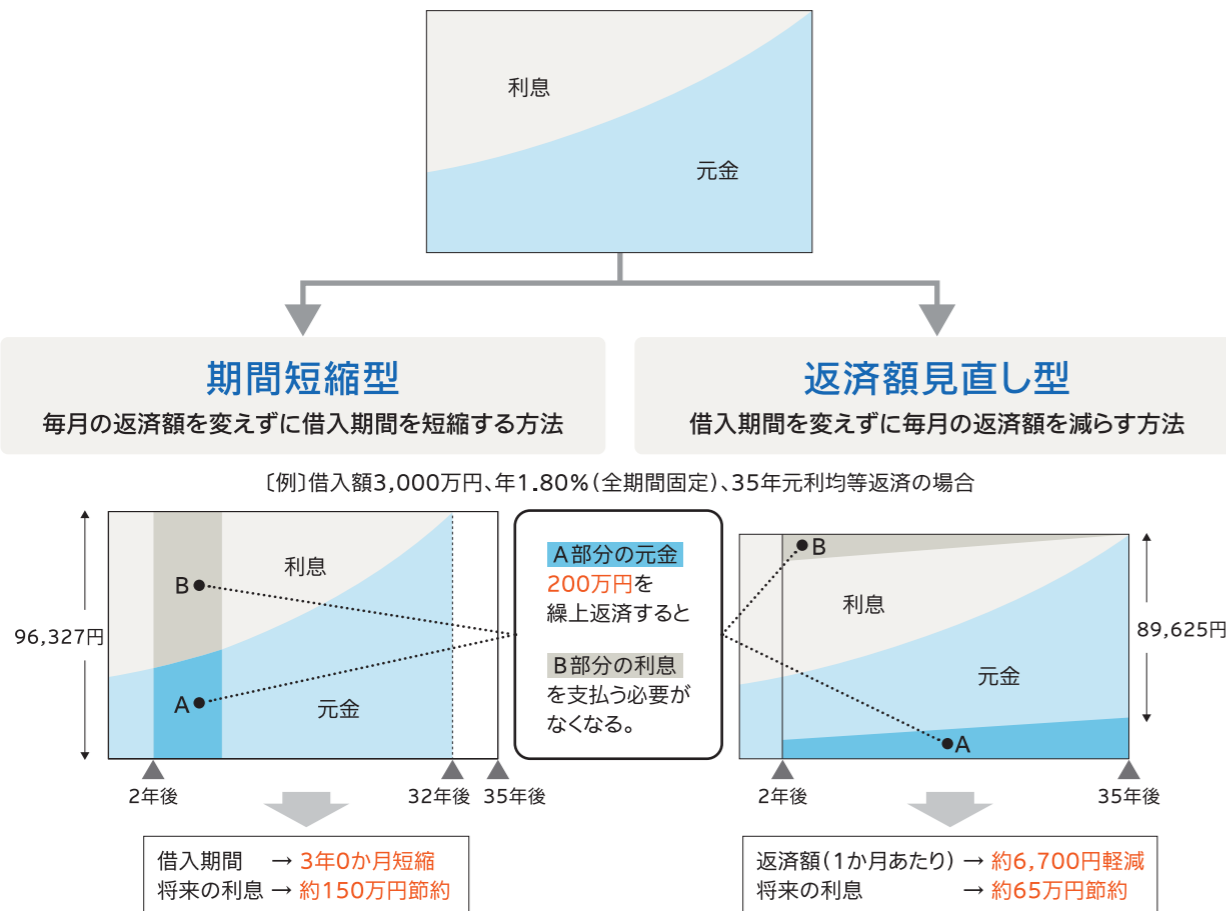 利息
元金
期間短縮型
毎月の返済額を変えずに借入期間を短縮する方法
返済額見直し型
借入期間を変えずに毎月の返済額を減らす方法
〔例〕借入額3,000万円、年1.80%(全期間固定)、35年元利均等返済の場合
96,327円
B
利息
A
元金
2年後
32年後
35年後
A部分の元金
200万円を
繰上返済すると
B部分の利息
を支払う必要が
なくなる。
B
利息
元金
A
89,625円
2年後
35年後
借入期間 → 3年0か月短縮
将来の利息 → 約150万円節約
返済額(1か月あたり) → 約6,700円軽減
将来の利息 → 約65万円節約